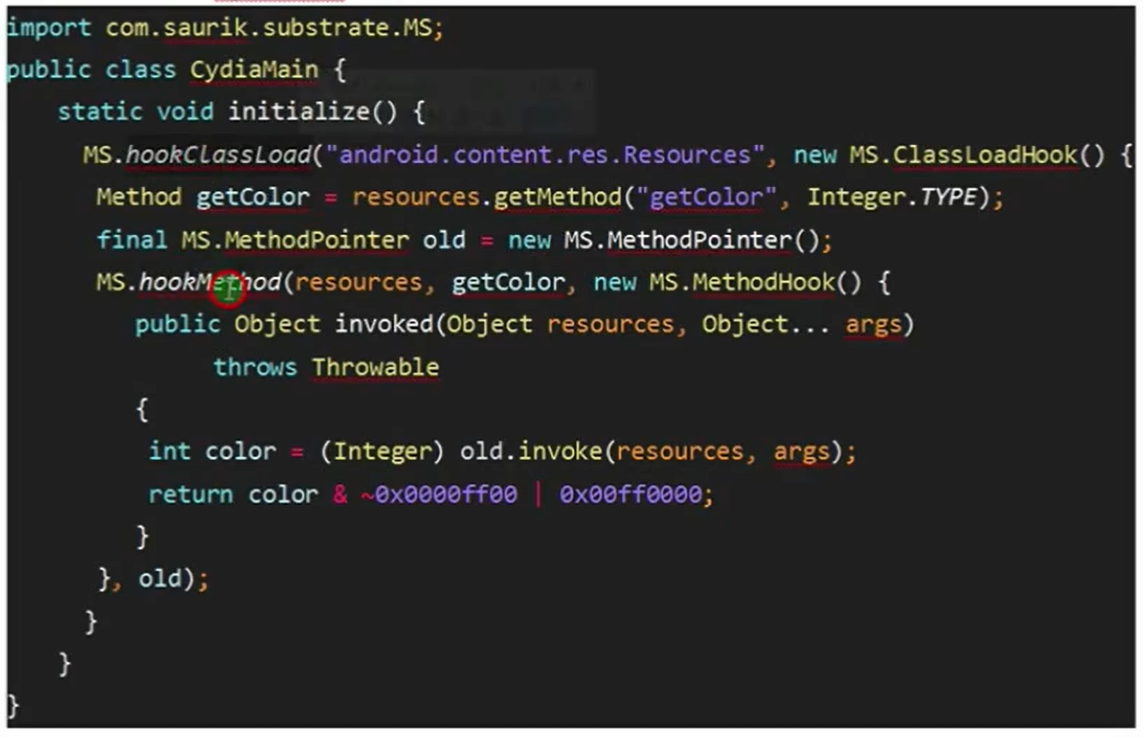 import com.saurik.substrate.MS;
public class CydiaMain {
static void initialize() {
MS.hookClassLoad("android.content.res.Resources", new MS.ClassLoadHook() {
Method getColor = resources.getMethod("getColor", Integer.TYPE);
final MS.MethodPointer old = new MS.MethodPointer();
MS.hookMethod(resources, getColor, new MS.MethodHook() {
public Object invoked(Object resources, Object... args)
throws Throwable
{
int color = (Integer) old.invoke(resources, args);
return color & ~0x0000ff00 | 0x00ff0000;
}
}, old);
}
}
}